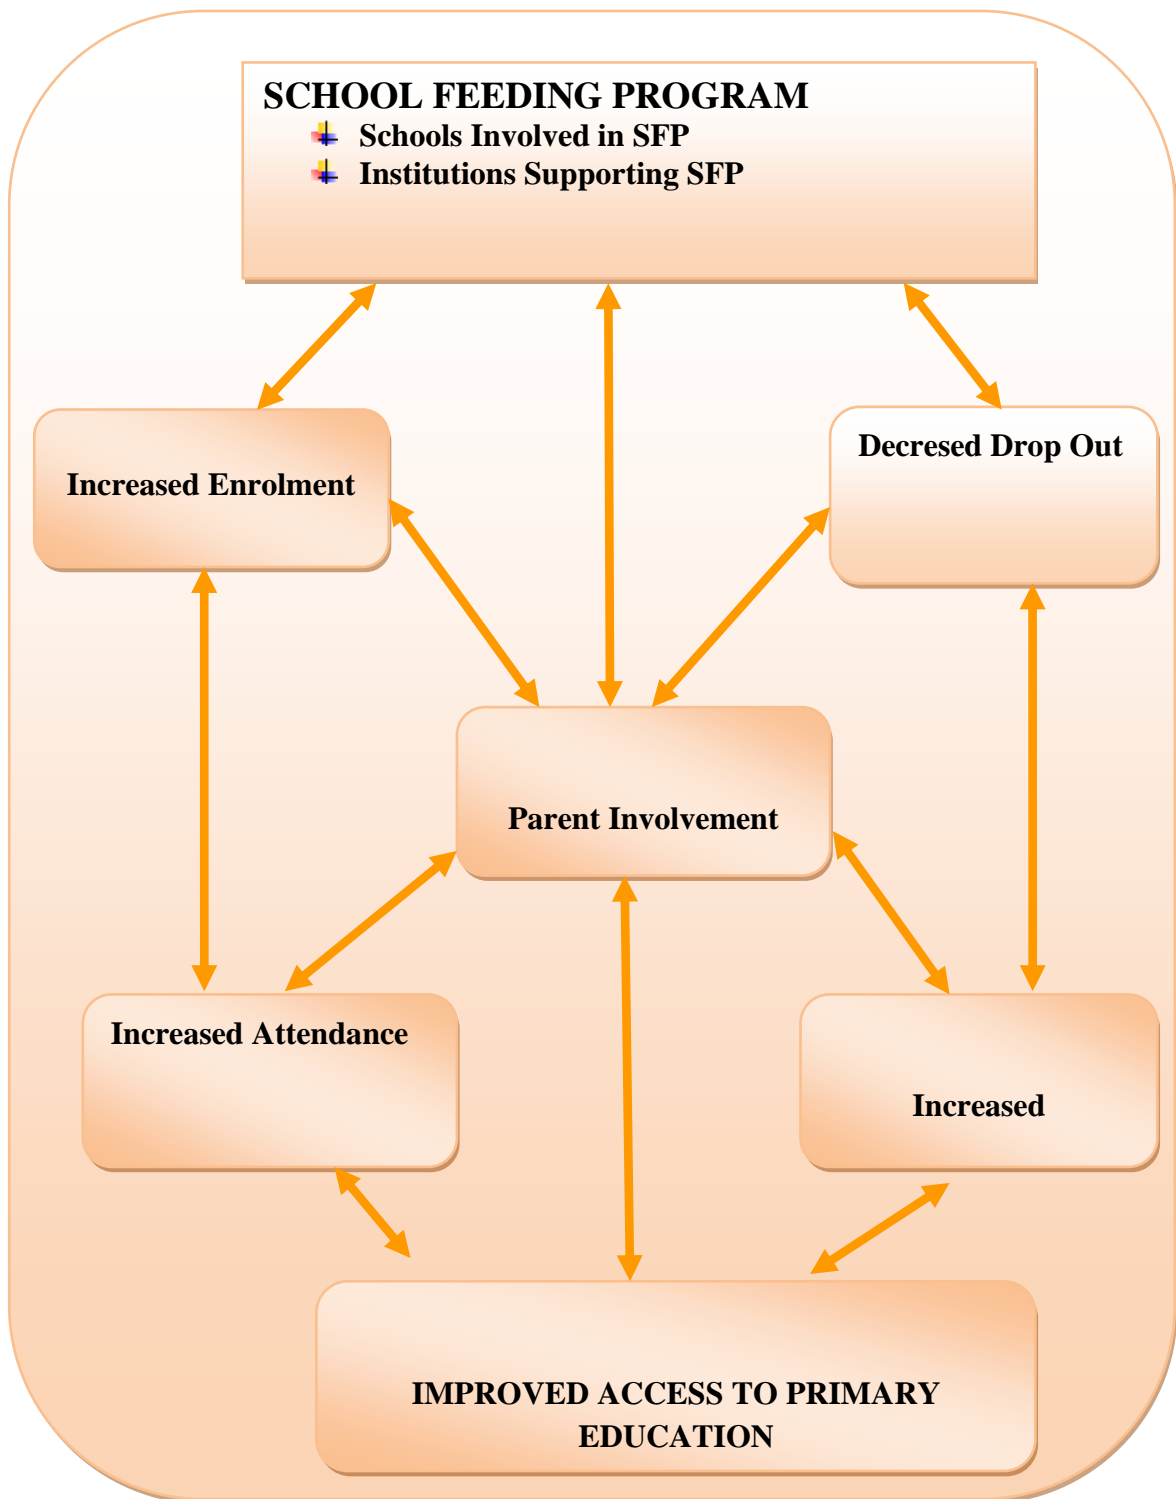 SCHOOL FEEDING PROGRAM
Schools Involved in SFP
Institutions Supporting SFP
Increased Enrolment
Decresed Drop Out
Parent Involvement
Increased Attendance
Increased
IMPROVED ACCESS TO PRIMARY
EDUCATION